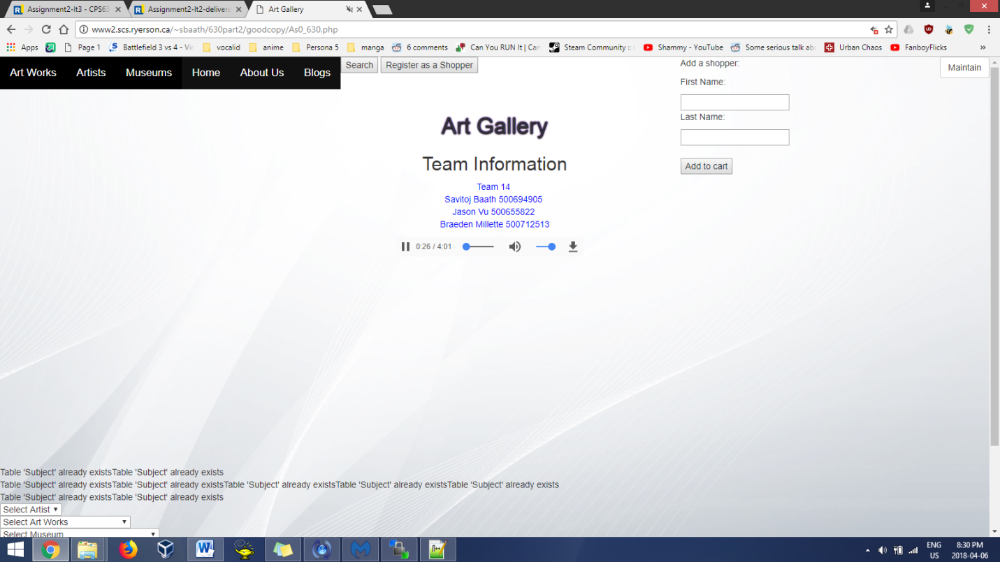 Assignment2-It3 - CPS63
Assignment2-It2-delivera
Art Gallery
www2.scs.ryerson.ca/~sbaath/630part2/goodcopy/As0_630.php
Apps Page 1 Battlefield 3 vs 4 - Vi vocalid anime Persona 5 manga 6 comments Can You RUN It | Can Steam Community :: Shammy - YouTube Some serious talk ab Urban Chaos FanboyFlicks »
Art Works Artists Museums Home About Us Blogs
Search Register as a Shopper
Add a shopper:
Maintain
First Name:
Last Name:
Add to cart
Art Gallery
Team Information
Team 14
Savitoj Baath 500694905
Jason Vu 500655822
Braeden Millette 500712513
0:26 / 4:01
Table 'Subject' already existsTable 'Subject' already exists
Table 'Subject' already existsTable 'Subject' already existsTable 'Subject' already existsTable 'Subject' already existsTable 'Subject' already exists
Table 'Subject' already existsTable 'Subject' already exists
Select Artist
Select Art Works
Select Museum
ENG 8:30 PM
US 2018-04-06